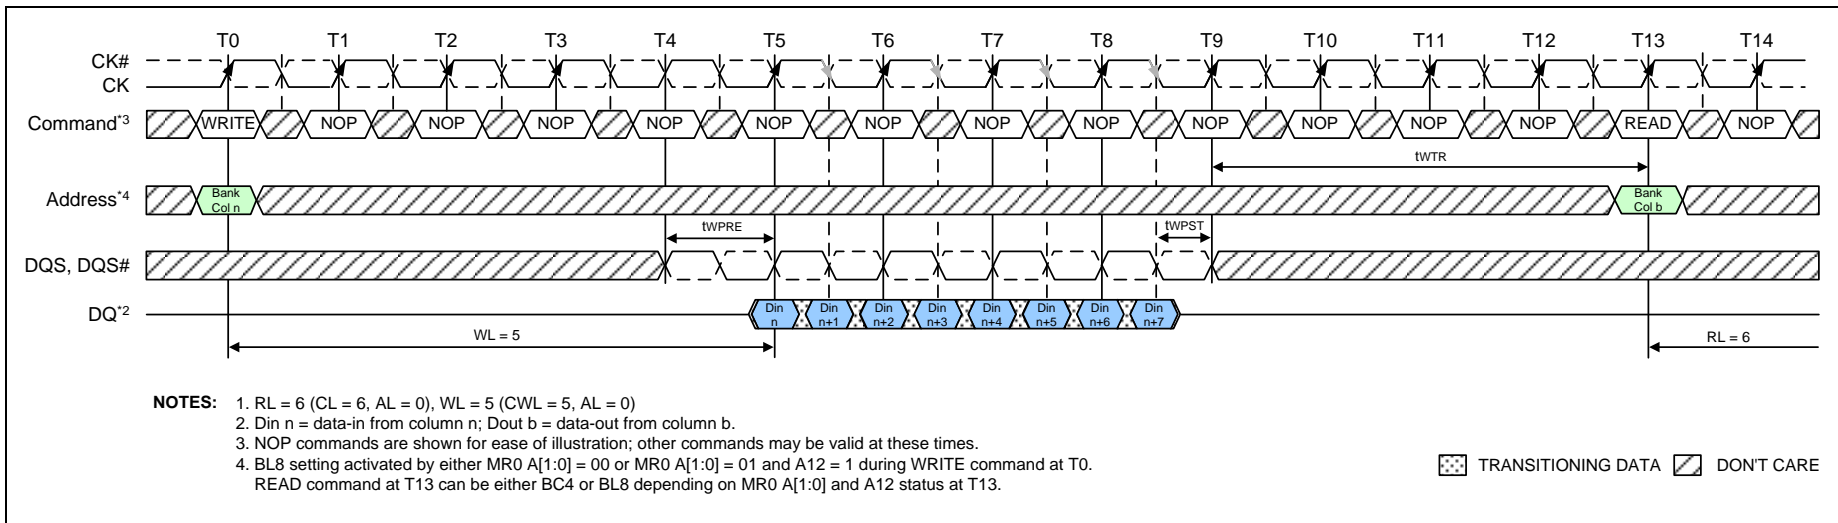 T0 T1 T2 T3 T4 T5 T6 T7 T8 T9 T10 T11 T12 T13 T14
CK#
CK
Command*3 WRITE NOP NOP NOP NOP NOP NOP NOP NOP NOP NOP NOP NOP READ NOP
tWTR
Address*4 Bank Col n Bank Col b
tWPRE tWPST
DQS, DQS#
DQ*2 Din n Din n+1 Din n+2 Din n+3 Din n+4 Din n+5 Din n+6 Din n+7
WL = 5 RL = 6
NOTES: 1. RL = 6 (CL = 6, AL = 0), WL = 5 (CWL = 5, AL = 0)
2. Din n = data-in from column n; Dout b = data-out from column b.
3. NOP commands are shown for ease of illustration; other commands may be valid at these times.
4. BL8 setting activated by either MR0 A[1:0] = 00 or MR0 A[1:0] = 01 and A12 = 1 during WRITE command at T0.
READ command at T13 can be either BC4 or BL8 depending on MR0 A[1:0] and A12 status at T13.
TRANSITIONING DATA DON'T CARE